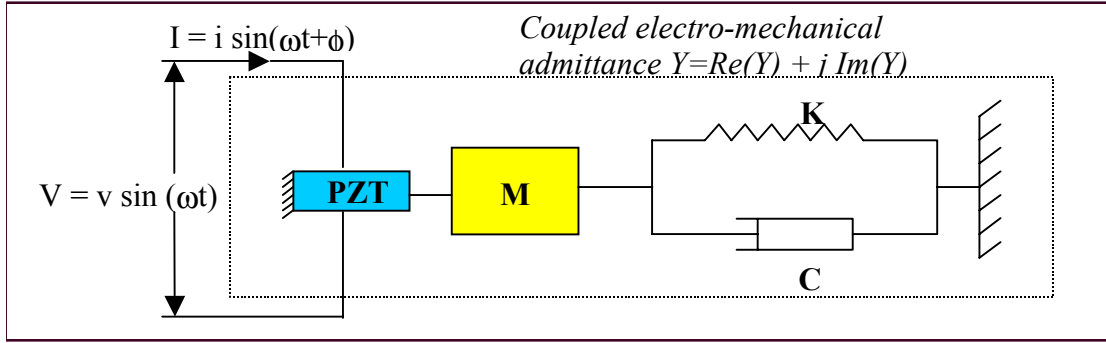 I = i sin(ωt+ϕ)
Coupled electro-mechanical
admittance Y=Re(Y) + j Im(Y)
K
V = v sin (ωt)
PZT
M
C